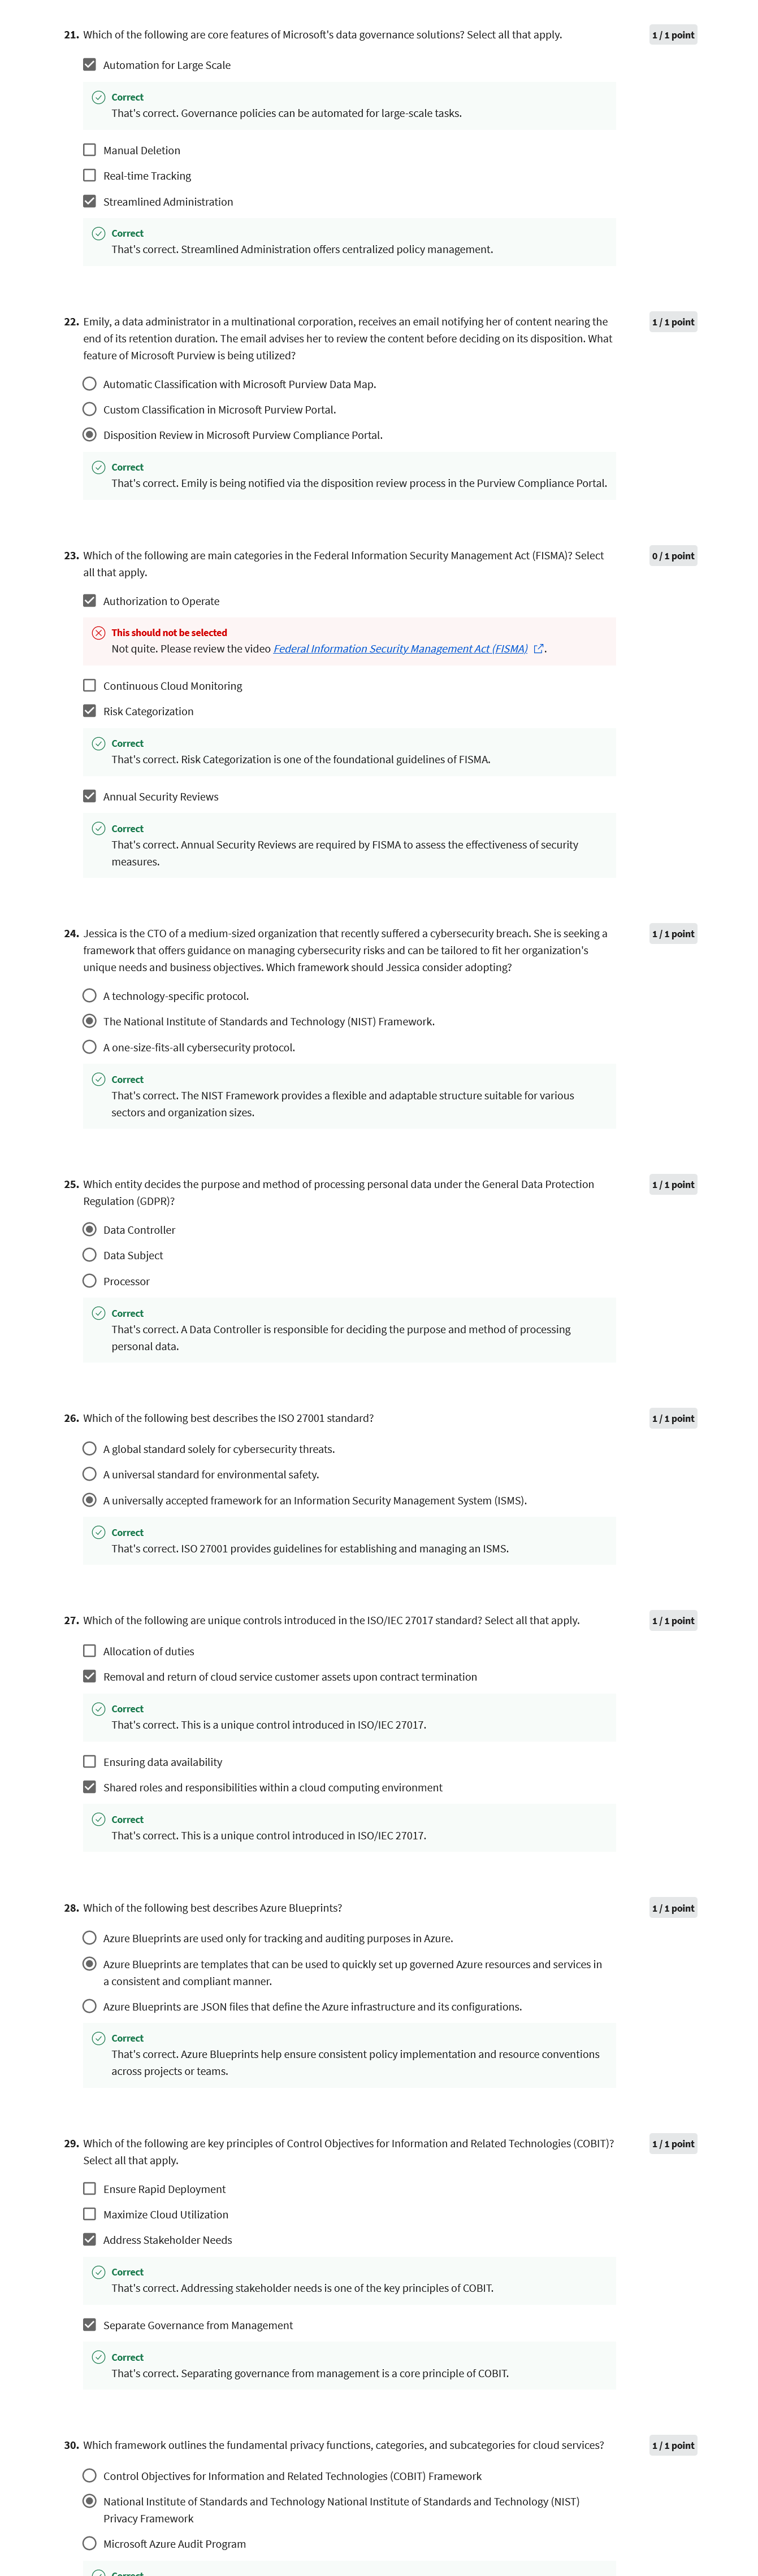 21. Which of the following are core features of Microsoft's data governance solutions? Select all that apply.
1 / 1 point
Automation for Large Scale
Correct
That's correct. Governance policies can be automated for large-scale tasks.
Manual Deletion
Real-time Tracking
Streamlined Administration
Correct
That's correct. Streamlined Administration offers centralized policy management.
22. Emily, a data administrator in a multinational corporation, receives an email notifying her of content nearing the
end of its retention duration. The email advises her to review the content before deciding on its disposition. What
feature of Microsoft Purview is being utilized?
1 / 1 point
Automatic Classification with Microsoft Purview Data Map.
Custom Classification in Microsoft Purview Portal.
Disposition Review in Microsoft Purview Compliance Portal.
Correct
That's correct. Emily is being notified via the disposition review process in the Purview Compliance Portal.
23. Which of the following are main categories in the Federal Information Security Management Act (FISMA)? Select
all that apply.
0 / 1 point
Authorization to Operate
This should not be selected
Not quite. Please review the video Federal Information Security Management Act (FISMA) .
Continuous Cloud Monitoring
Risk Categorization
Correct
That's correct. Risk Categorization is one of the foundational guidelines of FISMA.
Annual Security Reviews
Correct
That's correct. Annual Security Reviews are required by FISMA to assess the effectiveness of security
measures.
24. Jessica is the CTO of a medium-sized organization that recently suffered a cybersecurity breach. She is seeking a
framework that offers guidance on managing cybersecurity risks and can be tailored to fit her organization's
unique needs and business objectives. Which framework should Jessica consider adopting?
1 / 1 point
A technology-specific protocol.
The National Institute of Standards and Technology (NIST) Framework.
A one-size-fits-all cybersecurity protocol.
Correct
That's correct. The NIST Framework provides a flexible and adaptable structure suitable for various
sectors and organization sizes.
25. Which entity decides the purpose and method of processing personal data under the General Data Protection
Regulation (GDPR)?
1 / 1 point
Data Controller
Data Subject
Processor
Correct
That's correct. A Data Controller is responsible for deciding the purpose and method of processing
personal data.
26. Which of the following best describes the ISO 27001 standard?
1 / 1 point
A global standard solely for cybersecurity threats.
A universal standard for environmental safety.
A universally accepted framework for an Information Security Management System (ISMS).
Correct
That's correct. ISO 27001 provides guidelines for establishing and managing an ISMS.
27. Which of the following are unique controls introduced in the ISO/IEC 27017 standard? Select all that apply.
1 / 1 point
Allocation of duties
Removal and return of cloud service customer assets upon contract termination
Correct
That's correct. This is a unique control introduced in ISO/IEC 27017.
Ensuring data availability
Shared roles and responsibilities within a cloud computing environment
Correct
That's correct. This is a unique control introduced in ISO/IEC 27017.
28. Which of the following best describes Azure Blueprints?
1 / 1 point
Azure Blueprints are used only for tracking and auditing purposes in Azure.
Azure Blueprints are templates that can be used to quickly set up governed Azure resources and services in
a consistent and compliant manner.
Azure Blueprints are JSON files that define the Azure infrastructure and its configurations.
Correct
That's correct. Azure Blueprints help ensure consistent policy implementation and resource conventions
across projects or teams.
29. Which of the following are key principles of Control Objectives for Information and Related Technologies (COBIT)?
Select all that apply.
1 / 1 point
Ensure Rapid Deployment
Maximize Cloud Utilization
Address Stakeholder Needs
Correct
That's correct. Addressing stakeholder needs is one of the key principles of COBIT.
Separate Governance from Management
Correct
That's correct. Separating governance from management is a core principle of COBIT.
30. Which framework outlines the fundamental privacy functions, categories, and subcategories for cloud services?
1 / 1 point
Control Objectives for Information and Related Technologies (COBIT) Framework
National Institute of Standards and Technology National Institute of Standards and Technology (NIST)
Privacy Framework
Microsoft Azure Audit Program
Correct